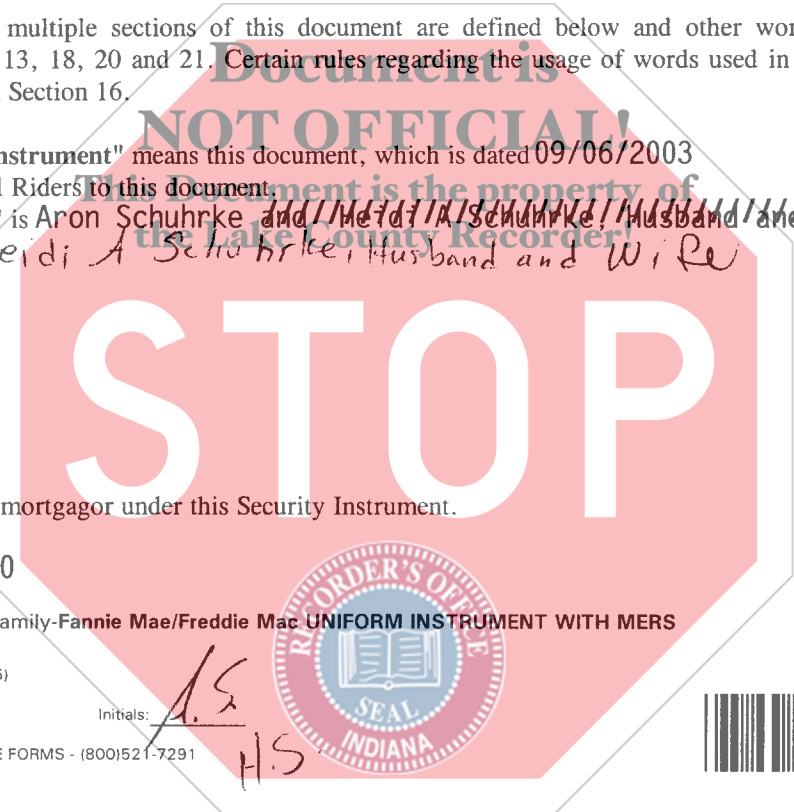 multiple sections of this document are defined below and other wor
13, 18, 20 and 21. Certain rules regarding the usage of words used in
Section 16.
Document is
NOT OFFICIAL!
This Document is the property of
the Lake County Recorder!
nstrument" means this document, which is dated 09/06/2003
l Riders to this document.
" is Aron Schuhrke and Heidi A Schuhrke, Husband and
eidi A Schuhrke, Husband and Wife
STOP
mortgagor under this Security Instrument.
0
amily-Fannie Mae/Freddie Mac UNIFORM INSTRUMENT WITH MERS
Initials: A.S
H.S
E FORMS - (800)521-7291
RECORDER'S OFFICE
SEAL
INDIANA